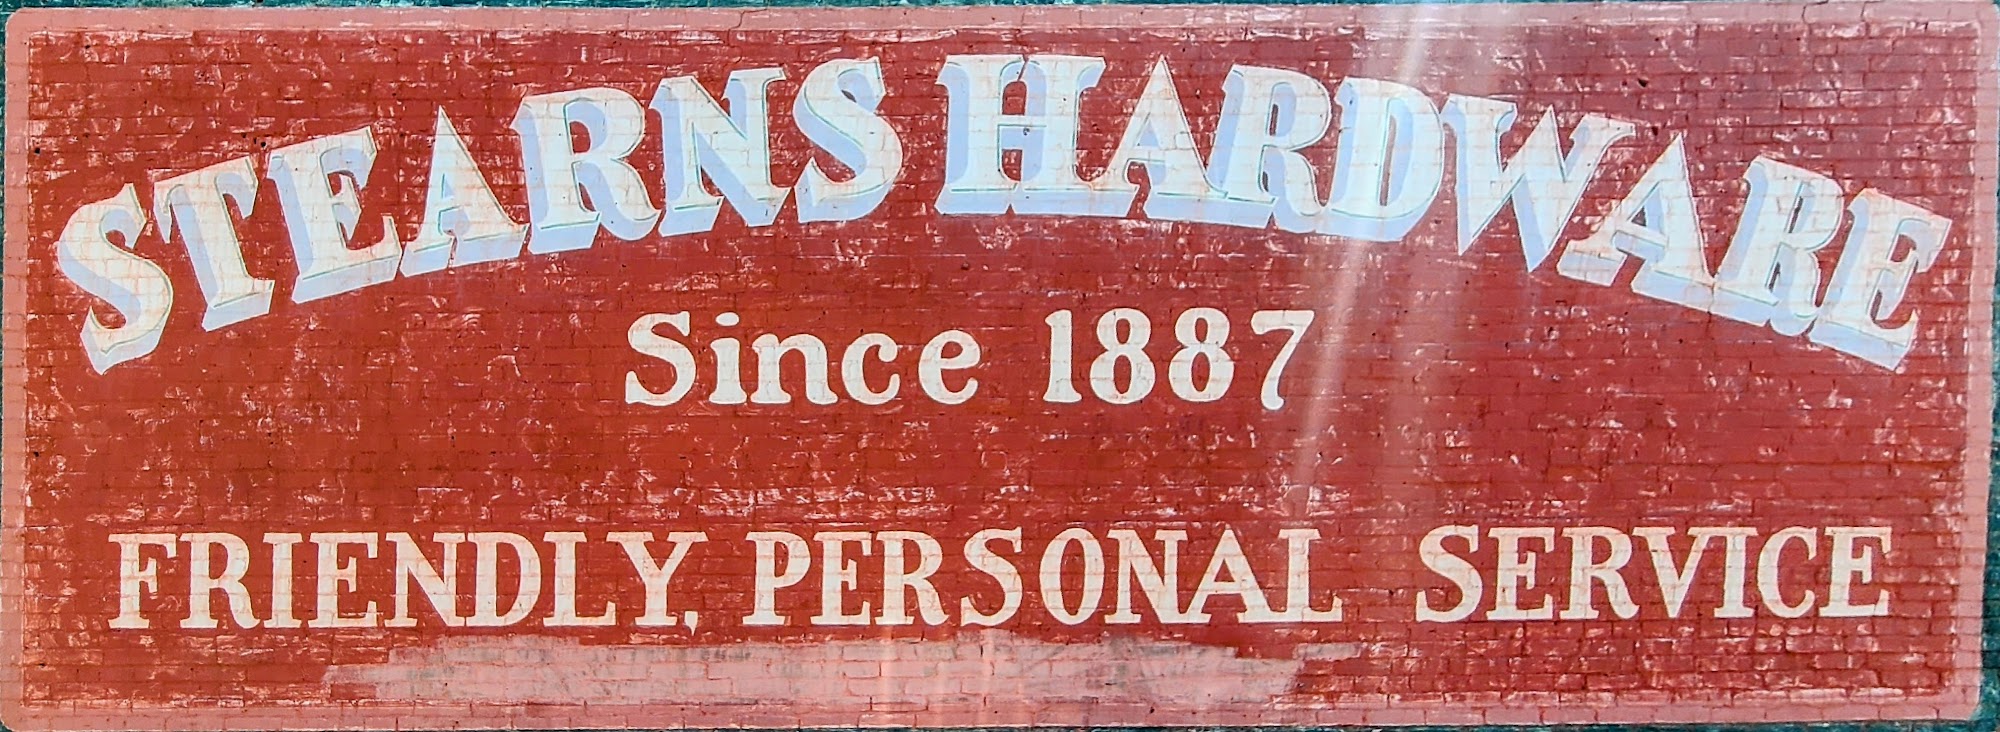 STEARNS HARDWARE
Since 1887
FRIENDLY, PERSONAL SERVICE